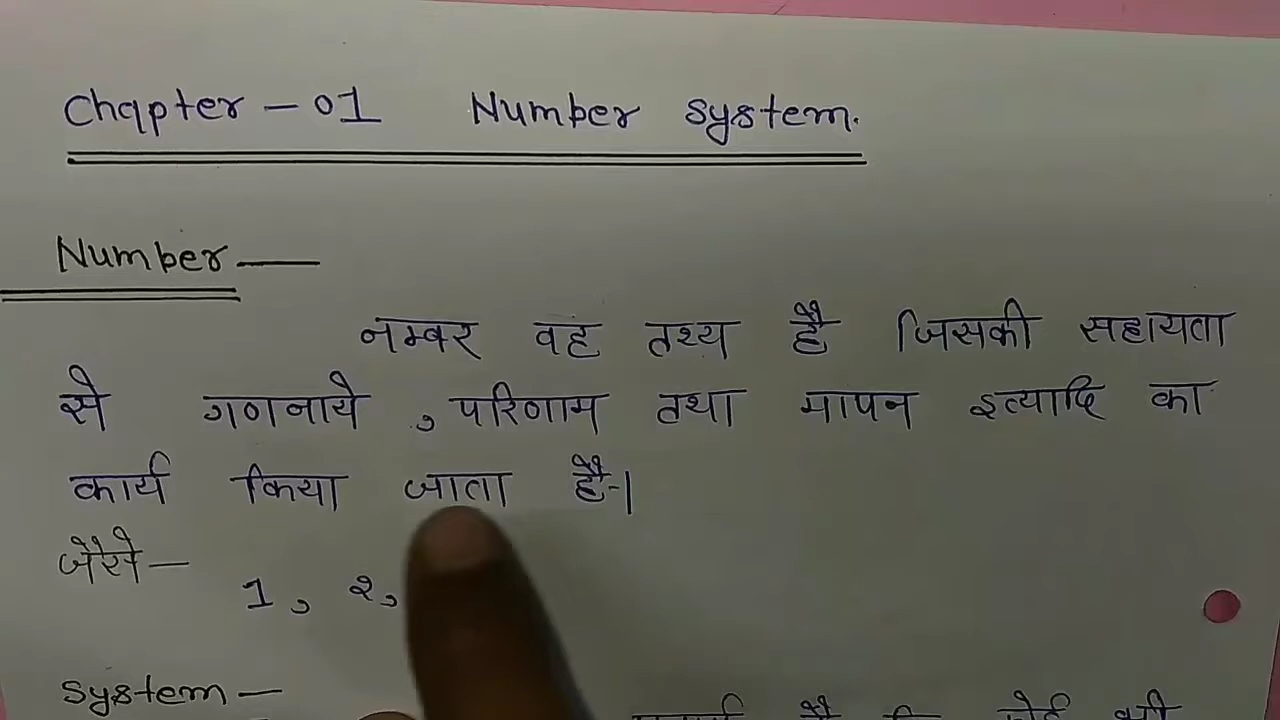 Chapter – 01 Number System.
Number —
नम्बर वह तथ्य है जिसकी सहायता
से गणनाये , परिणाम तथा मापन इत्यादि का
कार्य किया जाता है-।
जैसे–
1 , २,
System –